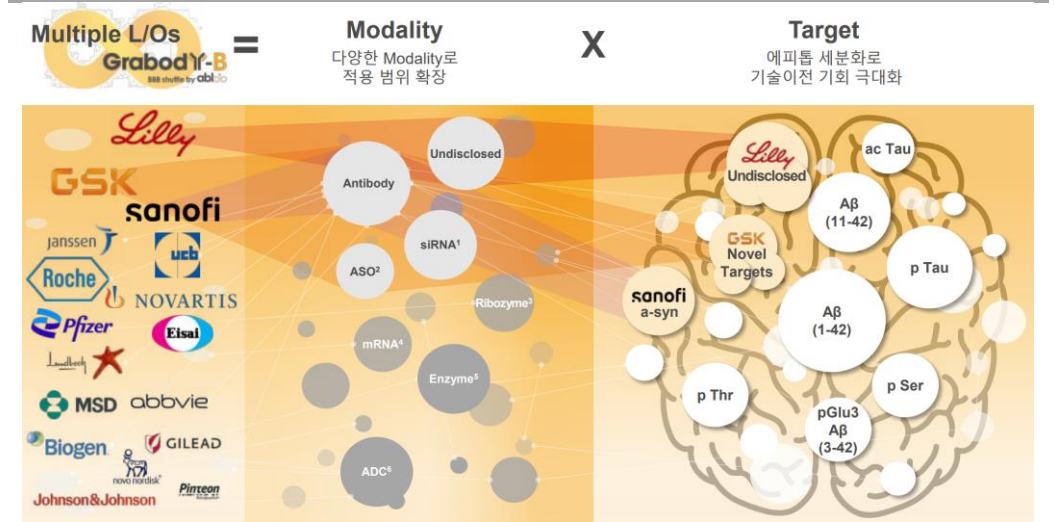 Multiple L/Os
Grabody-B
BBB shuttle by ablbio
=
Modality
다양한 Modality로
적용 범위 확장
X
Target
에피톱 세분화로
기술이전 기회 극대화
Lilly
GSK
sanofi
janssen
ucb
Roche
NOVARTIS
Pfizer
Eisai
Lundbeck
MSD
abbvie
Biogen
GILEAD
novo nordisk®
Johnson&Johnson
Pinteon
Undisclosed
Antibody
siRNA¹
ASO²
Ribozyme³
mRNA⁴
Enzyme⁵
ADC⁶
Lilly
Undisclosed
ac Tau
Aβ
(11-42)
GSK
Novel
Targets
p Tau
sanofi
a-syn
Aβ
(1-42)
p Thr
p Ser
pGlu3
Aβ
(3-42)